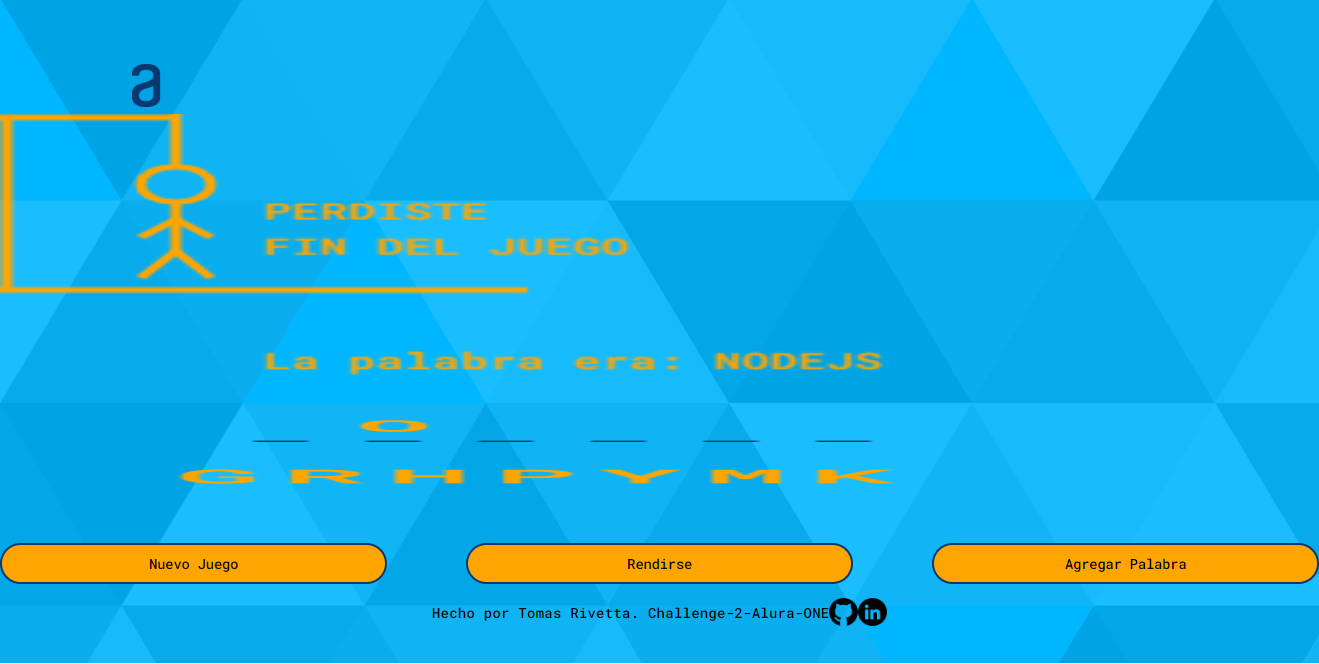 a
PERDISTE
FIN DEL JUEGO
La palabra era: NODEJS
_ O _ _ _ _
G R H P Y M K
Nuevo Juego Rendirse Agregar Palabra
Hecho por Tomas Rivetta. Challenge-2-Alura-ONE in